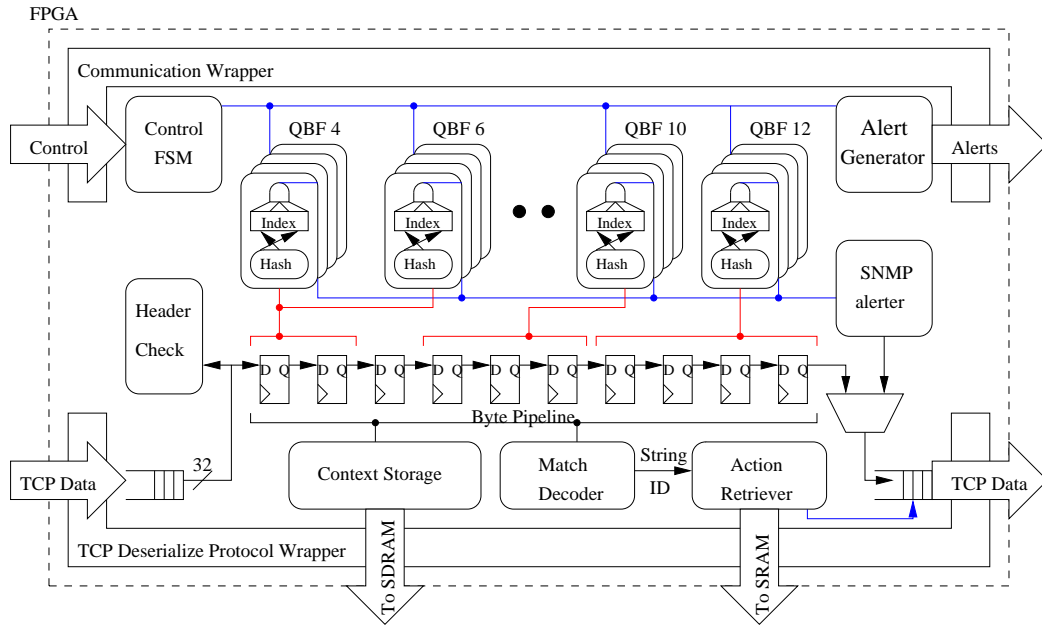 FPGA
Communication Wrapper
Control
Control
FSM
QBF 4
QBF 6
QBF 10
QBF 12
Alert
Generator
Alerts
Index
Index
Index
Index
Hash
Hash
Hash
Hash
SNMP
alerter
Header
Check
D Q
D Q
D Q
D Q
D Q
D Q
D Q
D Q
D Q
D Q
Byte Pipeline
TCP Data
32
Context Storage
Match
Decoder
String
ID
Action
Retriever
TCP Data
TCP Deserialize Protocol Wrapper
To SDRAM
To SRAM